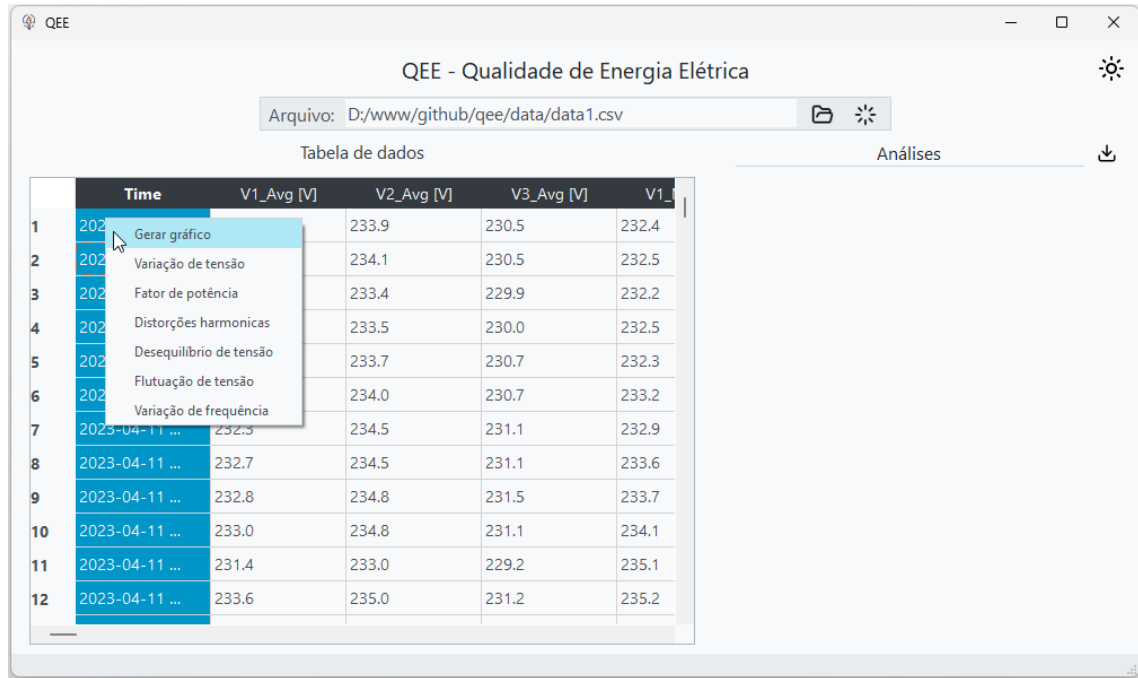 QEE
QEE - Qualidade de Energia Elétrica
Arquivo: D:/www/github/qee/data/data1.csv
Tabela de dados
Análises
Time V1_Avg [V] V2_Avg [V] V3_Avg [V] V1_
1 202 233.9 230.5 232.4
Gerar gráfico
2 202 234.1 230.5 232.5
Variação de tensão
3 202 233.4 229.9 232.2
Fator de potência
4 202 233.5 230.0 232.5
Distorções harmonicas
5 202 233.7 230.7 232.3
Desequilíbrio de tensão
6 202 234.0 230.7 233.2
Flutuação de tensão
Variação de frequência
7 2023-04-11 ... 232.3 234.5 231.1 232.9
8 2023-04-11 ... 232.7 234.5 231.1 233.6
9 2023-04-11 ... 232.8 234.8 231.5 233.7
10 2023-04-11 ... 233.0 234.8 231.1 234.1
11 2023-04-11 ... 231.4 233.0 229.2 235.1
12 2023-04-11 ... 233.6 235.0 231.2 235.2